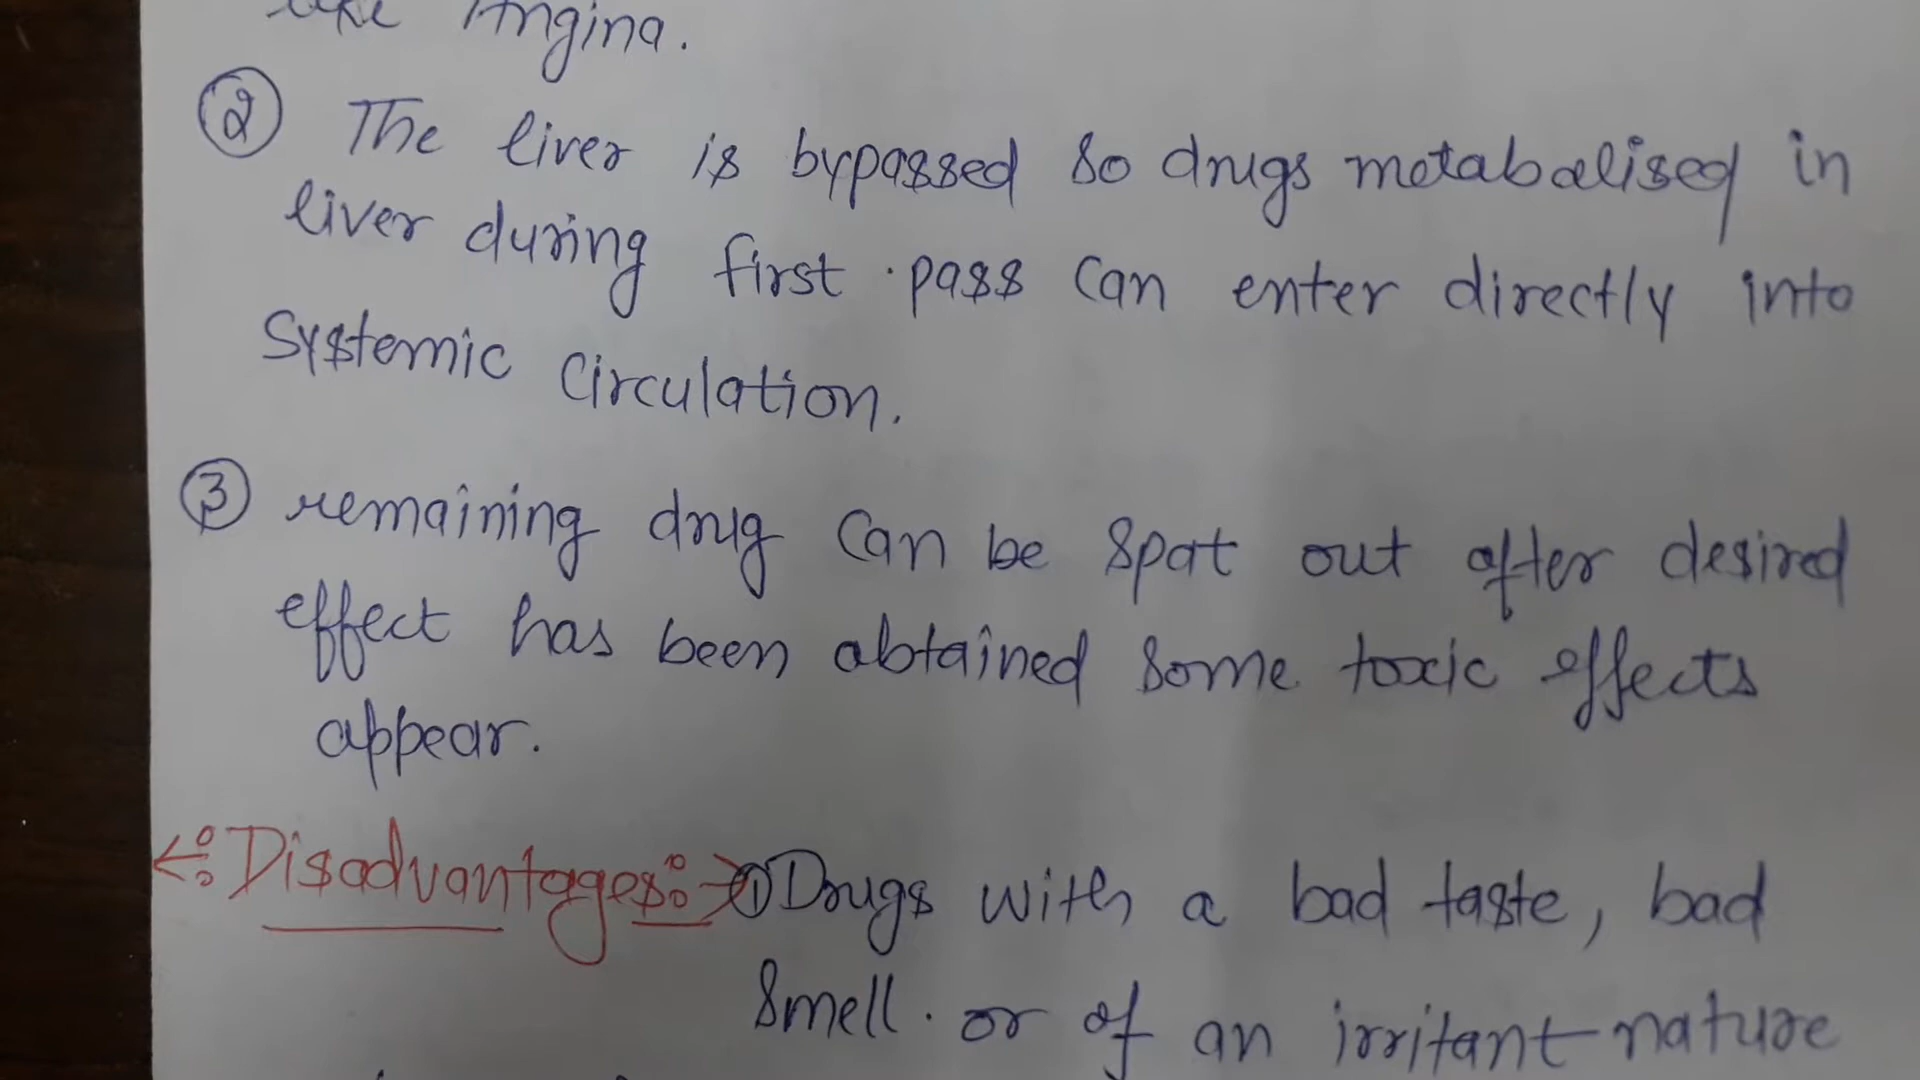 like Angina.
② The liver is bypassed so drugs metabolised in
liver during first pass can enter directly into
Systemic Circulation.
③ remaining drug can be spat out after desired
effect has been obtained some toxic effects
appear.
Disadvantages:→ ① Drugs with a bad taste, bad
smell. or of an irritant nature